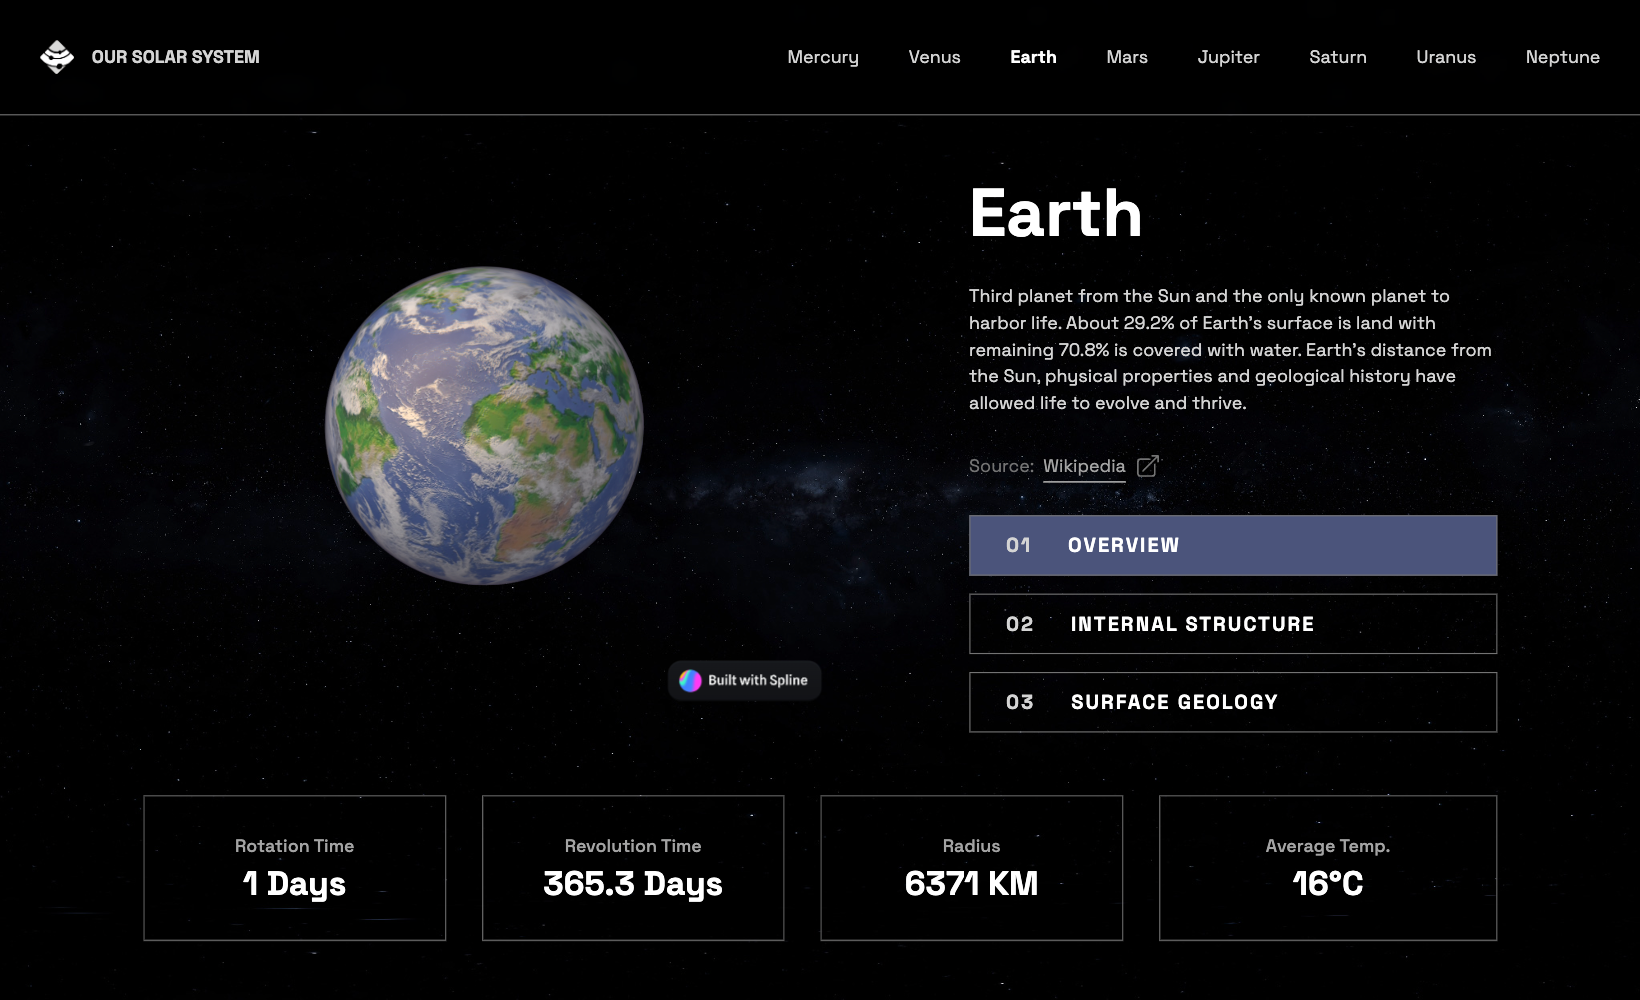 OUR SOLAR SYSTEM
Mercury
Venus
Earth
Mars
Jupiter
Saturn
Uranus
Neptune
Earth
Third planet from the Sun and the only known planet to
harbor life. About 29.2% of Earth's surface is land with
remaining 70.8% is covered with water. Earth's distance from
the Sun, physical properties and geological history have
allowed life to evolve and thrive.
Source: Wikipedia
01 OVERVIEW
02 INTERNAL STRUCTURE
03 SURFACE GEOLOGY
Built with Spline
Rotation Time
1 Days
Revolution Time
365.3 Days
Radius
6371 KM
Average Temp.
16°C